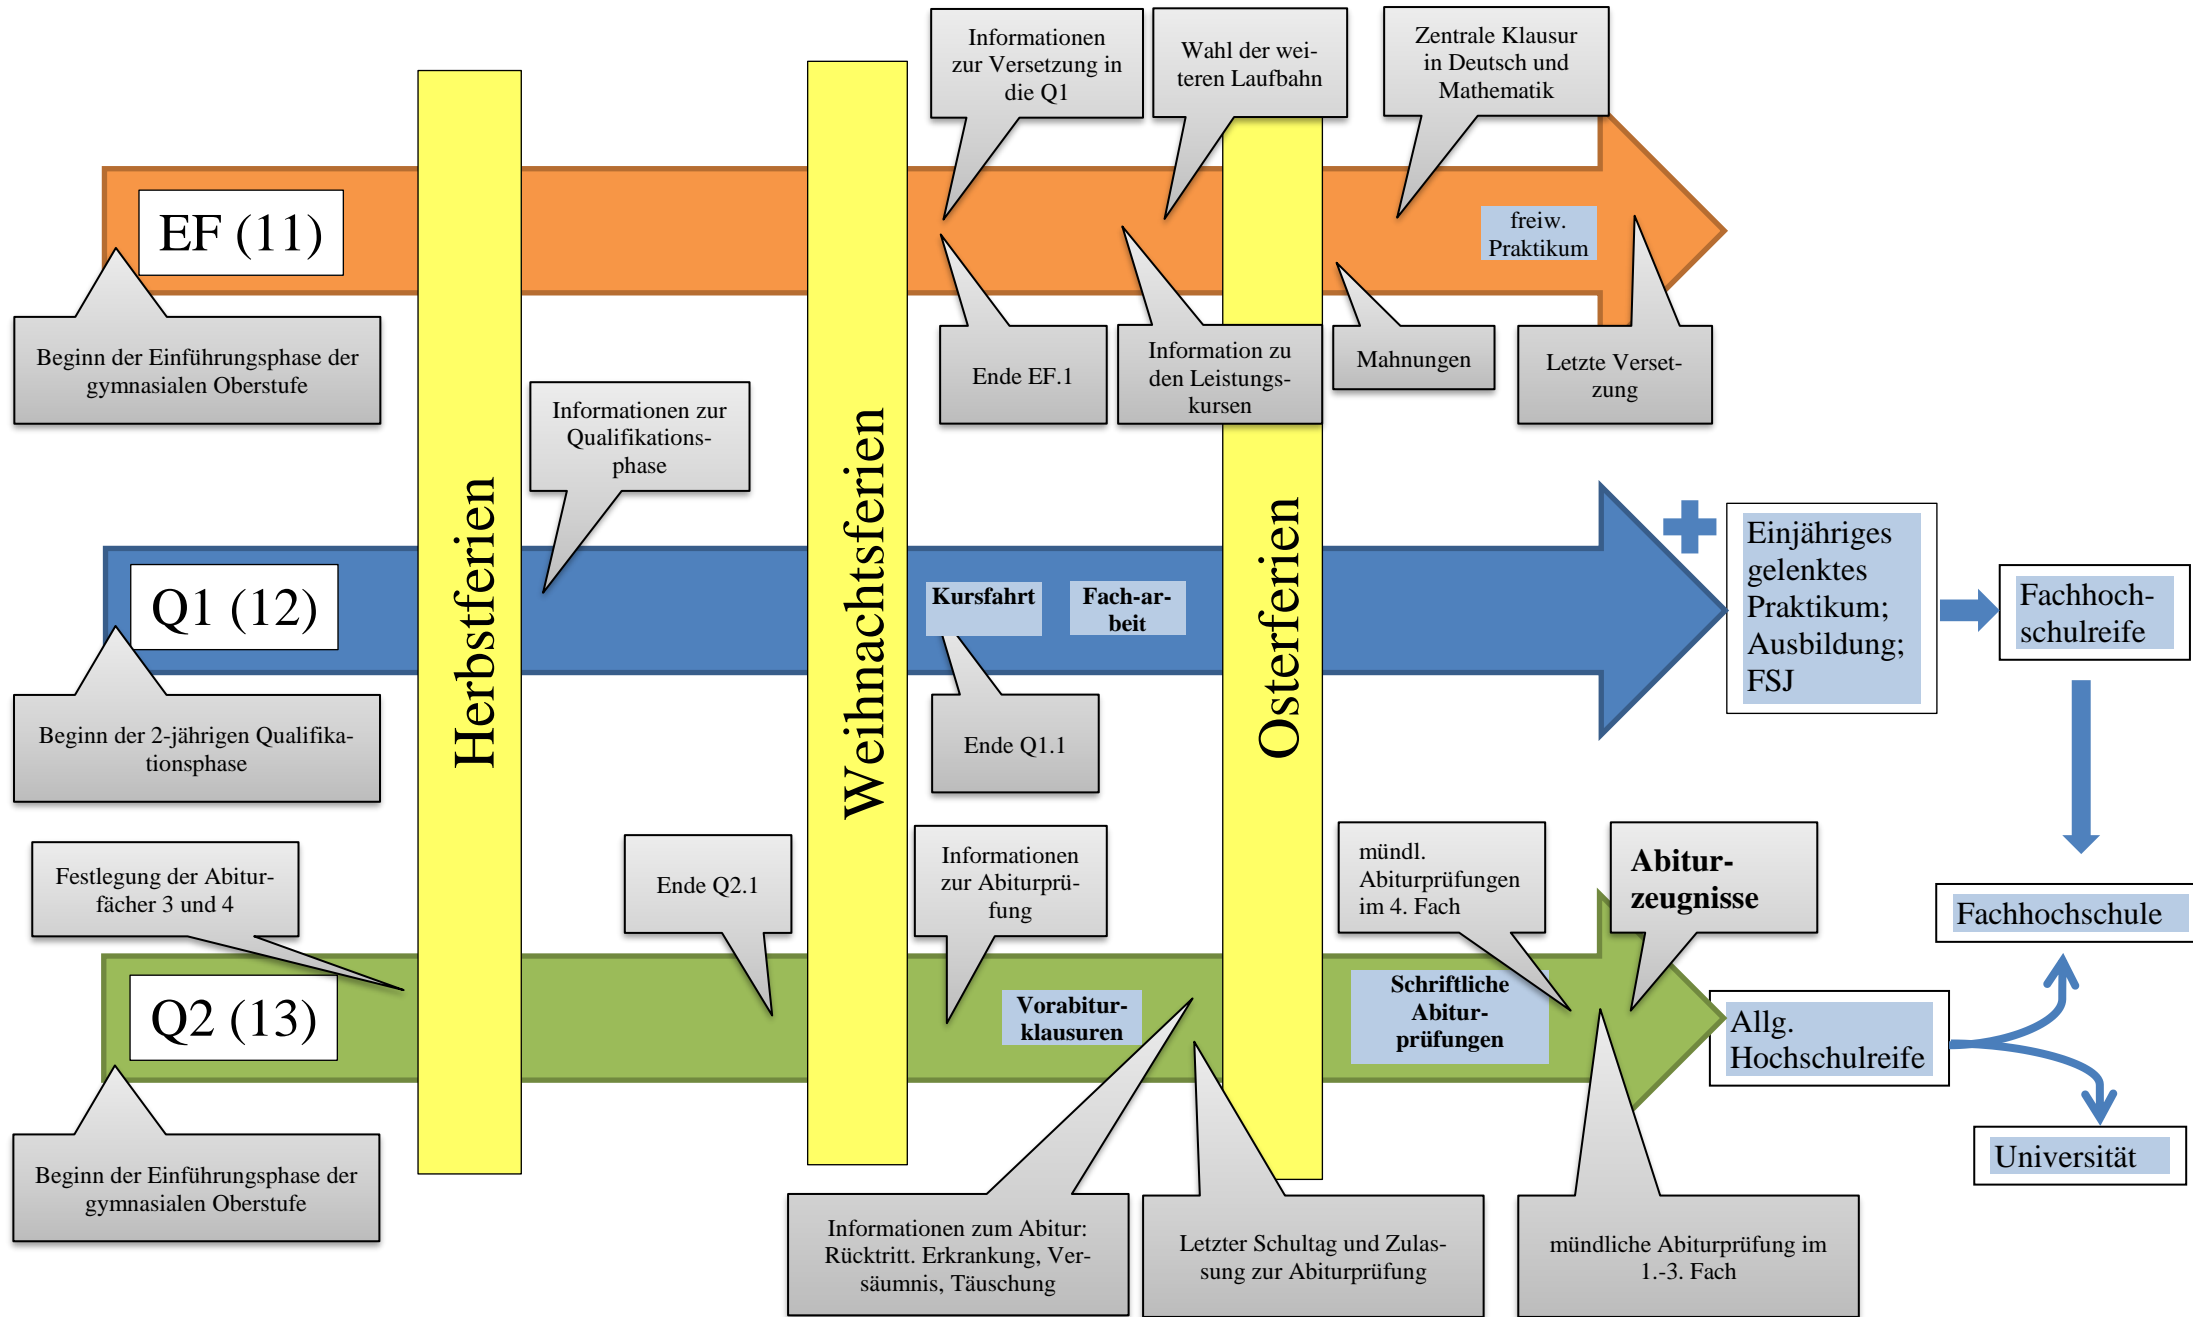 Informationen
zur Versetzung in
die Q1
Wahl der wei-
teren Laufbahn
Zentrale Klausur
in Deutsch und
Mathematik
EF (11)
freiw.
Praktikum
Beginn der Einführungsphase der
gymnasialen Oberstufe
Ende EF.1
Information zu
den Leistungs-
kursen
Mahnungen
Letzte Verset-
zung
Informationen zur
Qualifikations-
phase
Herbstferien
Weihnachtsferien
Osterferien
Q1 (12)
Kursfahrt
Fach-ar-
beit
Einjähriges
gelenktes
Praktikum;
Ausbildung;
FSJ
Fachhoch-
schulreife
Beginn der 2-jährigen Qualifika-
tionsphase
Ende Q1.1
Festlegung der Abitur-
fächer 3 und 4
Ende Q2.1
Informationen
zur Abiturprü-
fung
mündl.
Abiturprüfungen
im 4. Fach
Abitur-
zeugnisse
Fachhochschule
Q2 (13)
Vorabitur-
klausuren
Schriftliche
Abitur-
prüfungen
Allg.
Hochschulreife
Universität
Beginn der Einführungsphase der
gymnasialen Oberstufe
Informationen zum Abitur:
Rücktritt. Erkrankung, Ver-
säumnis, Täuschung
Letzter Schultag und Zulas-
sung zur Abiturprüfung
mündliche Abiturprüfung im
1.-3. Fach